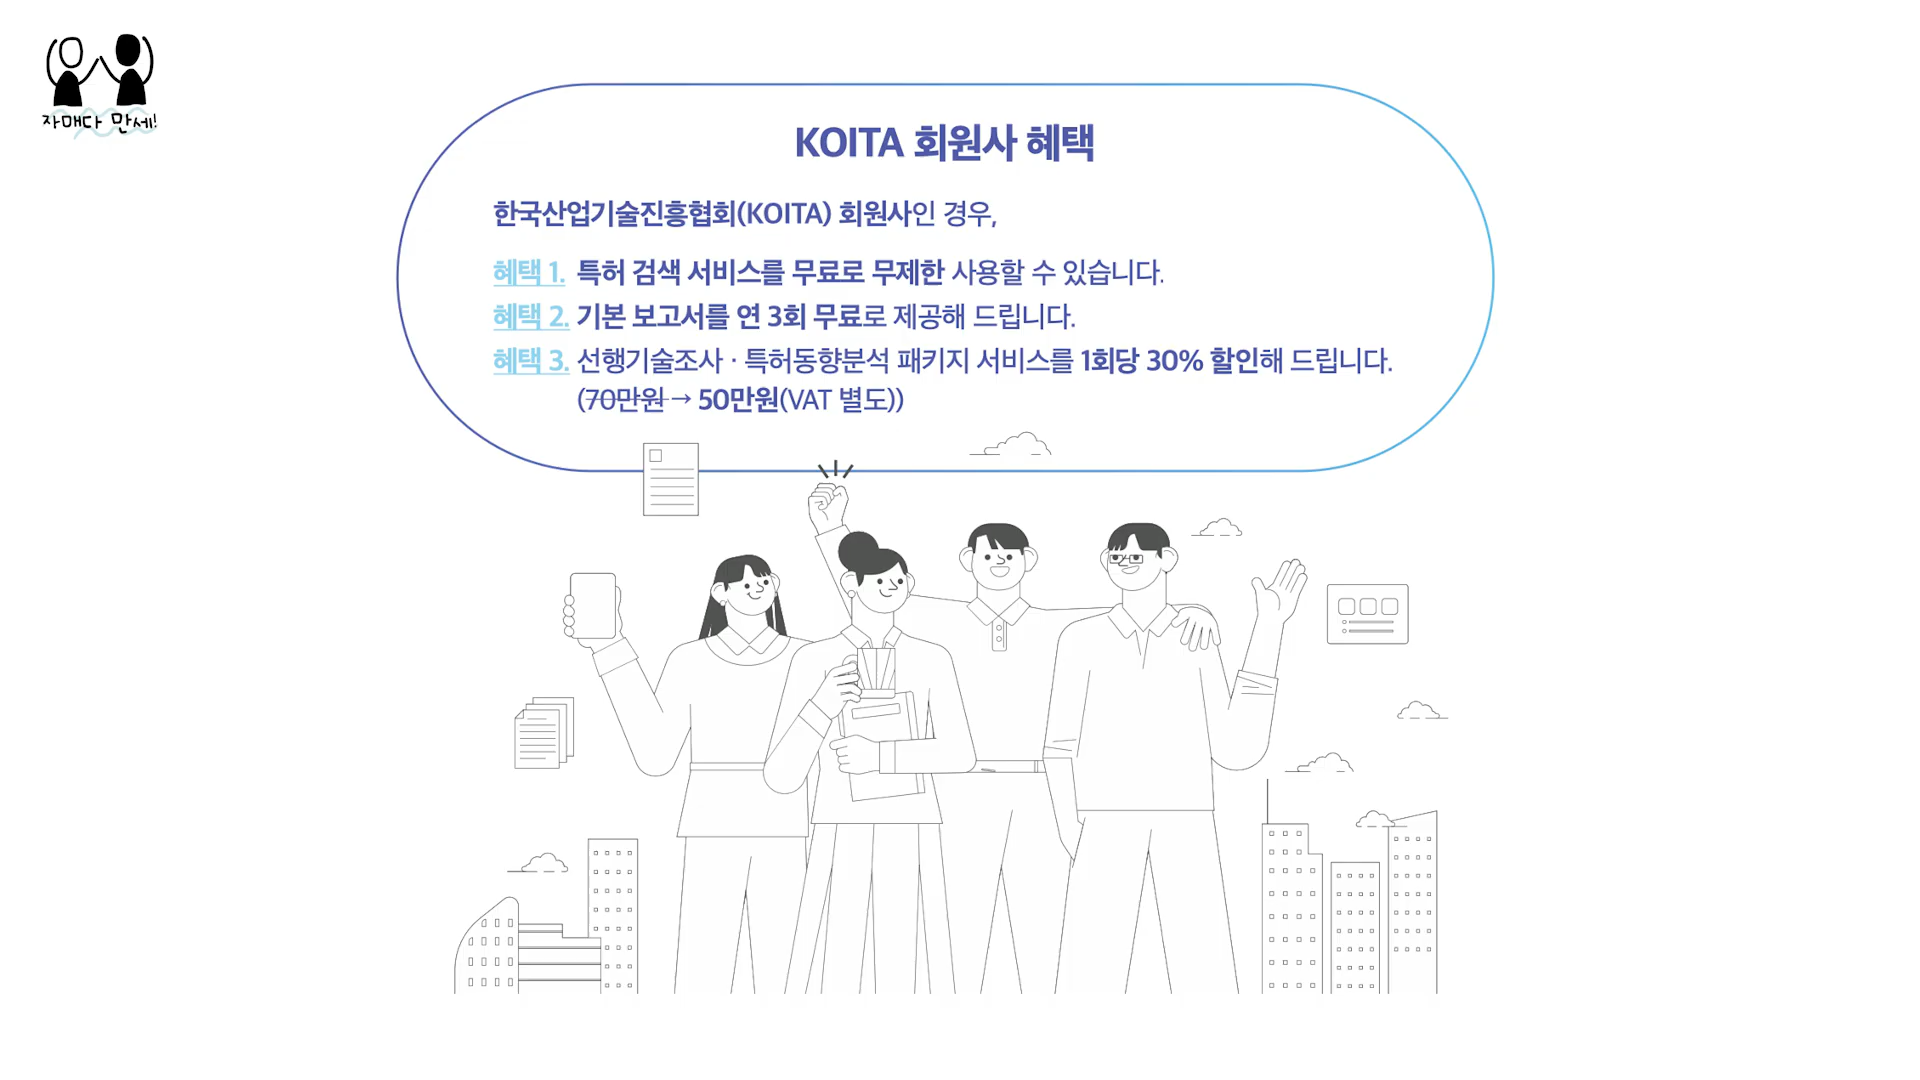 자매다 만세!
KOITA 회원사 혜택
한국산업기술진흥협회(KOITA) 회원사인 경우,
혜택 1. 특허 검색 서비스를 무료로 무제한 사용할 수 있습니다.
혜택 2. 기본 보고서를 연 3회 무료로 제공해 드립니다.
혜택 3. 선행기술조사 · 특허동향분석 패키지 서비스를 1회당 30% 할인해 드립니다.
(70만원 → 50만원(VAT 별도))